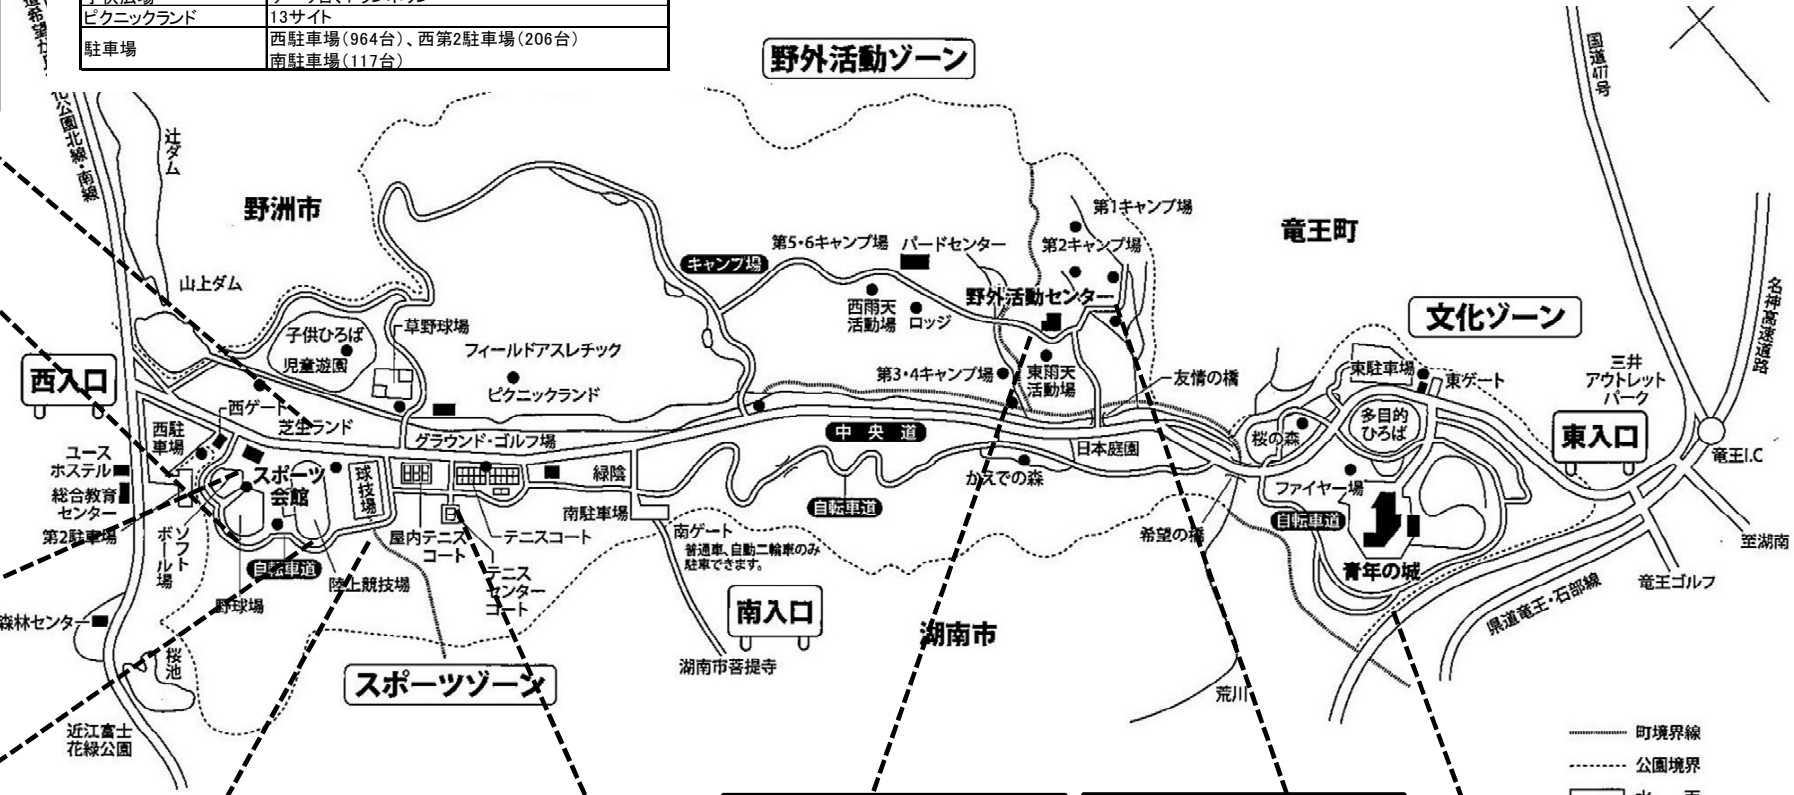 ピクニックランド
13サイト
駐車場
西駐車場(964台)、西第2駐車場(206台)
南駐車場(117台)
野外活動ゾーン
国道477号
花公園北線・南線
辻ダム
野洲市
山上ダム
子供ひろば
児童遊園
草野球場
フィールドアスレチック
ピクニックランド
キャンプ場
第5・6キャンプ場
バードセンター
第1キャンプ場
第2キャンプ場
竜王町
西雨天
活動場
ロッジ
野外活動センター
第3・4キャンプ場
東雨天
活動場
友情の橋
文化ゾーン
名神高速道路
三井
アウトレット
パーク
東駐車場
東ゲート
多目的
ひろば
桜の森
東入口
竜王I.C
西入口
西ゲート
西駐
車場
芝生ランド
グラウンド・ゴルフ場
中央道
日本庭園
かえでの森
ユース
ホステル
総合教育
センター
第2駐車場
スポーツ
会館
球技場
緑陰
ソフト
ボール場
自転車道
野球場
陸上競技場
屋内テニス
コート
テニスコート
テニス
センター
コート
南駐車場
南ゲート
普通車、自動二輪車のみ
駐車できます。
自転車道
希望の橋
ファイヤー場
自転車道
青年の城
至湖南
竜王ゴルフ
県道竜王・石部線
森林センター
桜池
近江富士
花緑公園
スポーツゾーン
南入口
湖南市菩提寺
湖南市
荒川
町境界線
公園境界